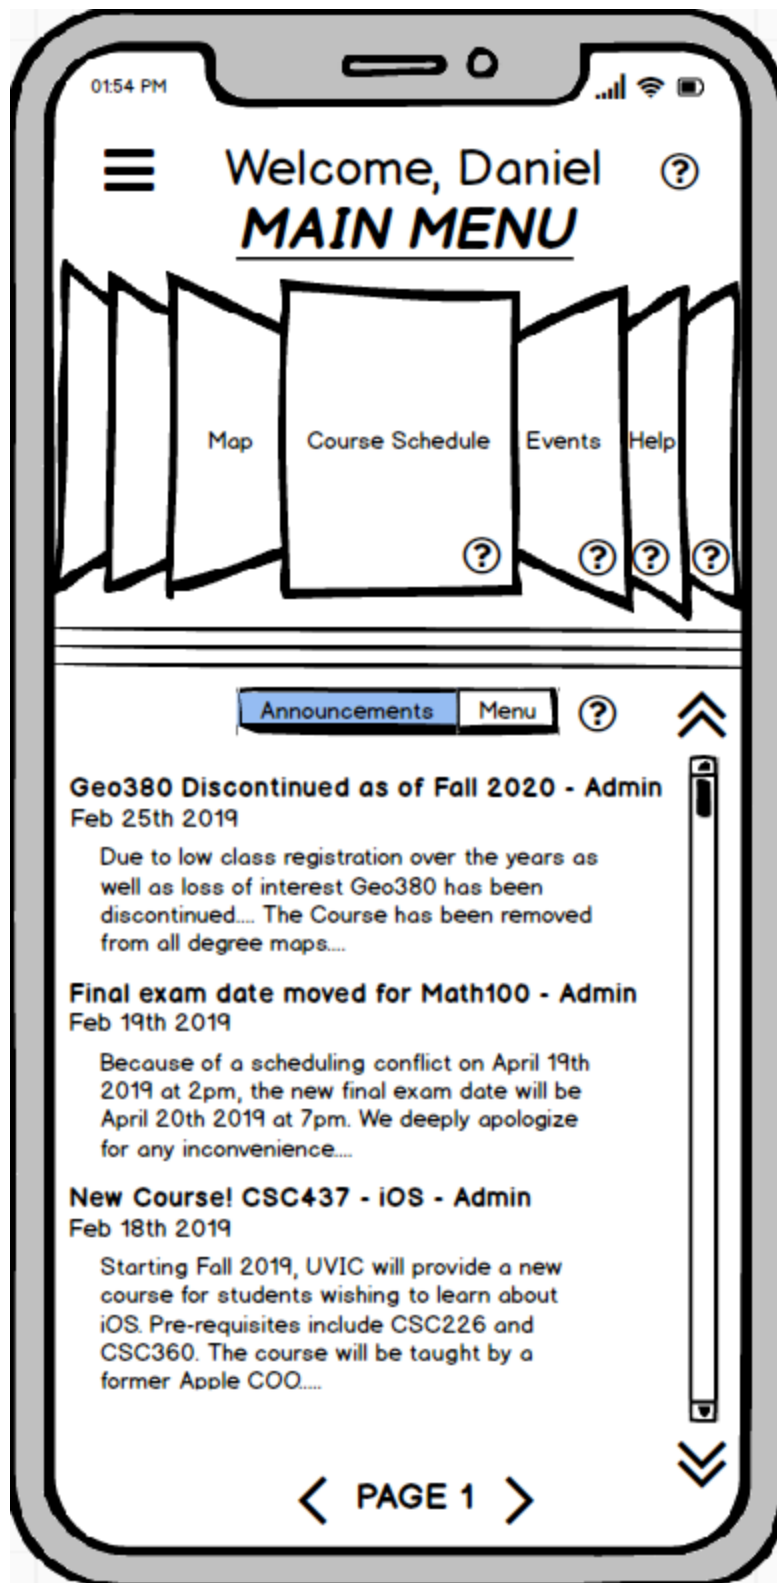 01:54 PM
Welcome, Daniel
?
MAIN MENU
Map
Course Schedule
Events
Help
?
?
?
?
Announcements
Menu
?
Geo380 Discontinued as of Fall 2020 - Admin
Feb 25th 2019
Due to low class registration over the years as
well as loss of interest Geo380 has been
discontinued.... The Course has been removed
from all degree maps....
Final exam date moved for Math100 - Admin
Feb 19th 2019
Because of a scheduling conflict on April 19th
2019 at 2pm, the new final exam date will be
April 20th 2019 at 7pm. We deeply apologize
for any inconvenience....
New Course! CSC437 - iOS - Admin
Feb 18th 2019
Starting Fall 2019, UVIC will provide a new
course for students wishing to learn about
iOS. Pre-requisites include CSC226 and
CSC360. The course will be taught by a
former Apple COO.....
PAGE 1